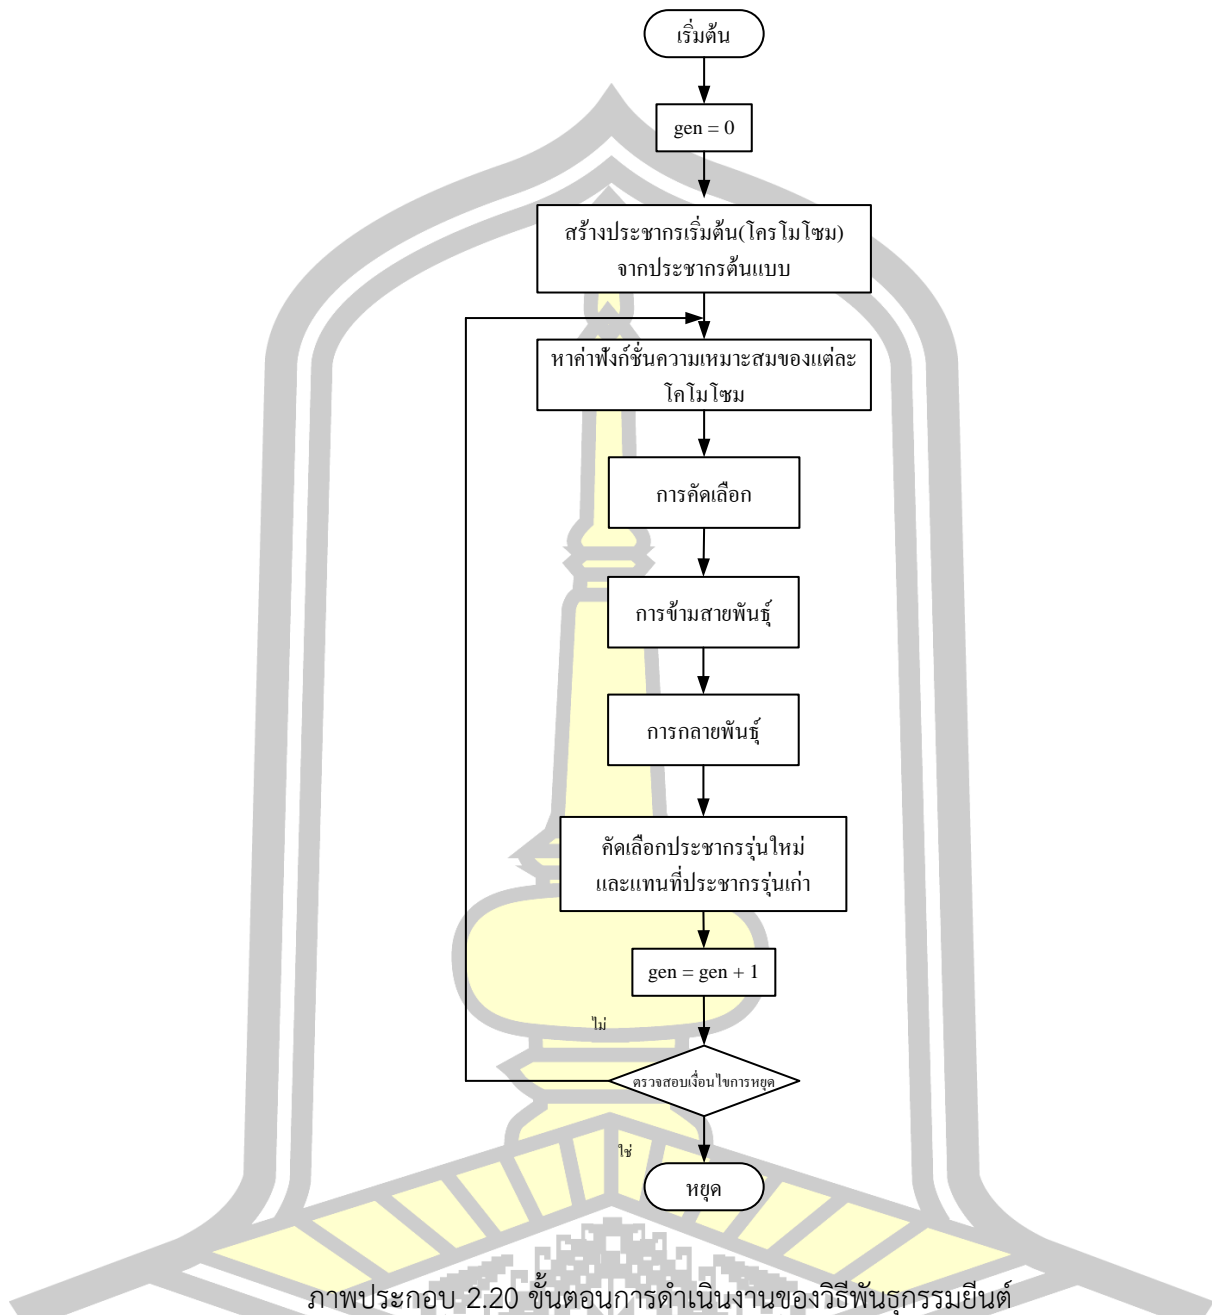 เริ่มต้น
gen = 0
สร้างประชากรเริ่มต้น(โครโมโซม)
จากประชากรต้นแบบ
หาค่าฟังก์ชั่นความเหมาะสมของแต่ละ
โคโมโซม
การคัดเลือก
การข้ามสายพันธุ์
การกลายพันธุ์
คัดเลือกประชากรรุ่นใหม่
และแทนที่ประชากรรุ่นเก่า
gen = gen + 1
ไม่
ตรวจสอบเงื่อนไขการหยุด
ใช่
หยุด
ภาพประกอบ 2.20 ขั้นตอนการดำเนินงานของวิธีพันธุกรรมยีนต์